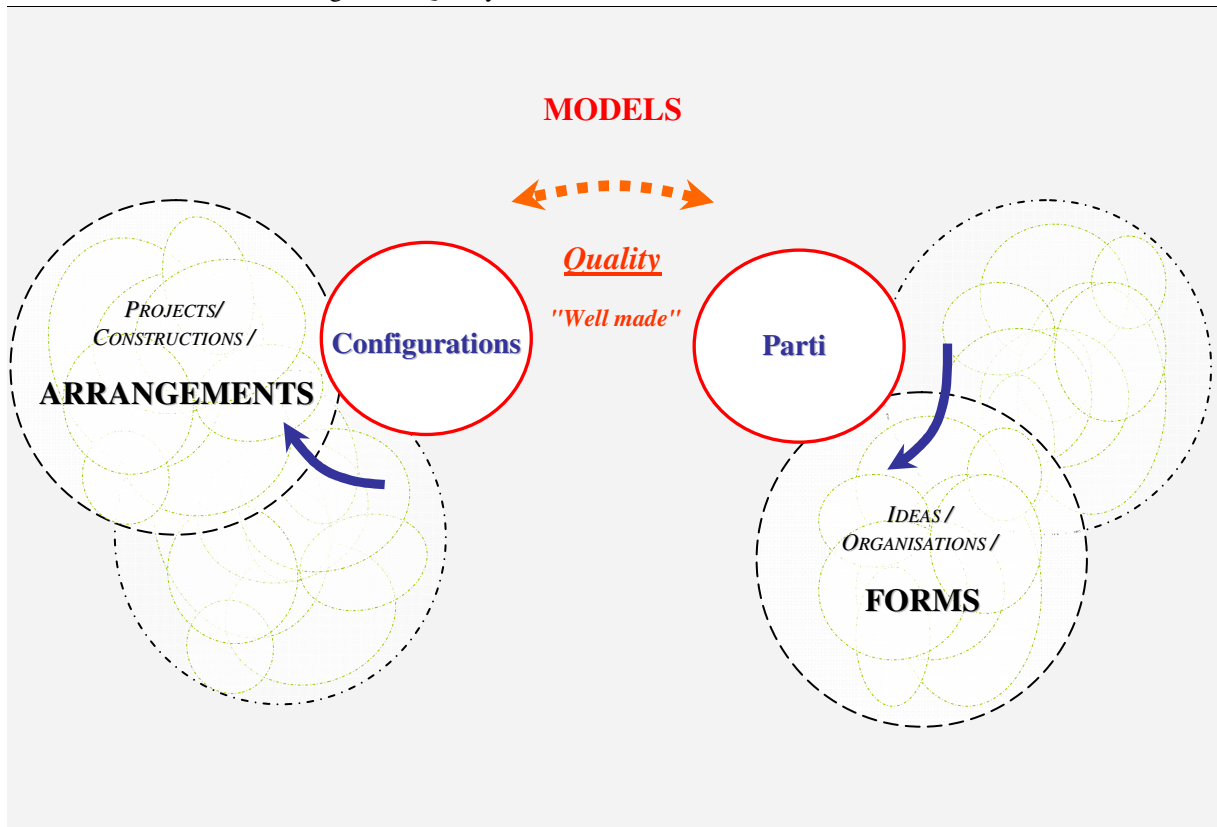 MODELS
Quality
"Well made"
PROJECTS/
CONSTRUCTIONS /
ARRANGEMENTS
Configurations
Parti
IDEAS /
ORGANISATIONS /
FORMS